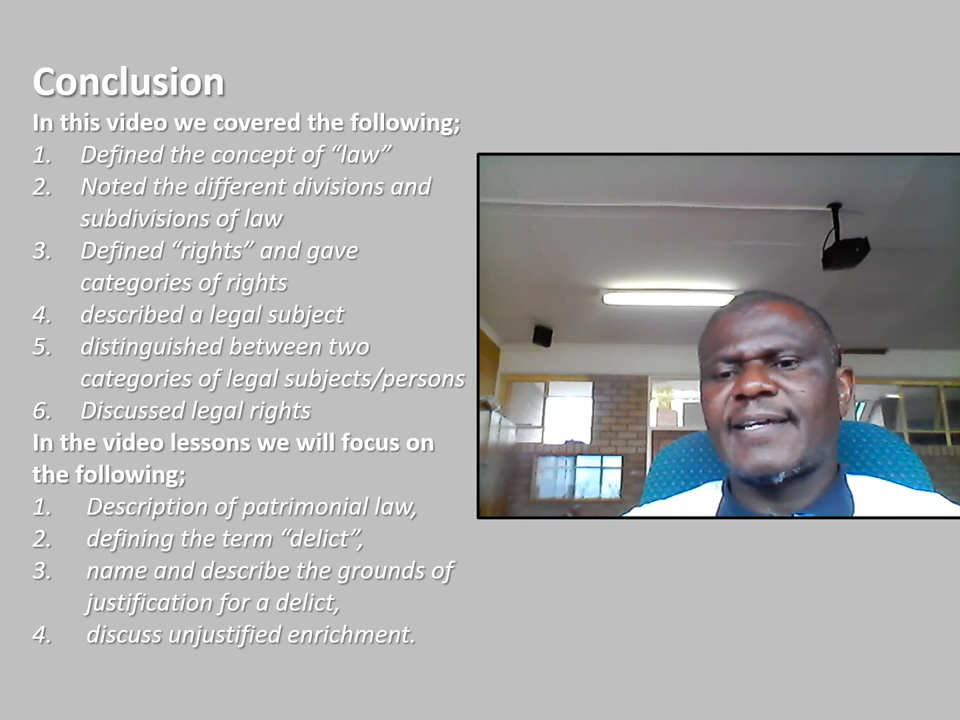 Conclusion
In this video we covered the following;
1. Defined the concept of “law”
2. Noted the different divisions and
subdivisions of law
3. Defined “rights” and gave
categories of rights
4. described a legal subject
5. distinguished between two
categories of legal subjects/persons
6. Discussed legal rights
In the video lessons we will focus on
the following;
1. Description of patrimonial law,
2. defining the term “delict”,
3. name and describe the grounds of
justification for a delict,
4. discuss unjustified enrichment.